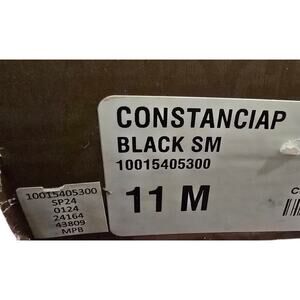 CONSTANCIAP
BLACK SM
10015405300
11 M
C
10015405300
SP24
0124
24164
43809
MPB